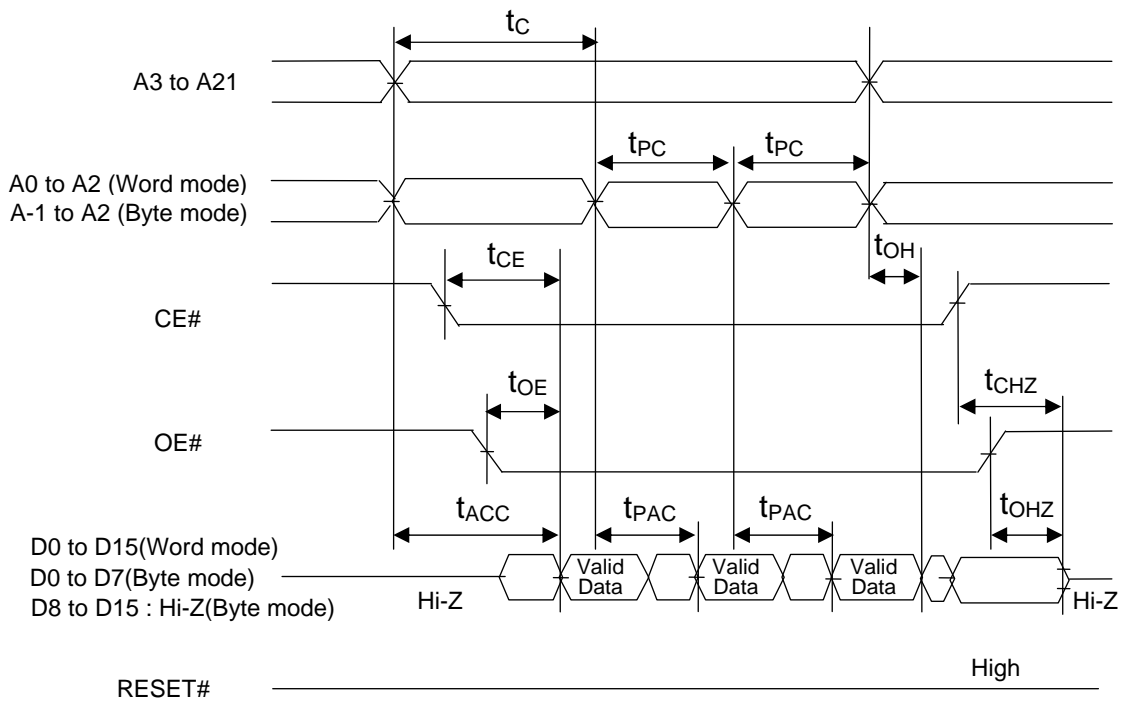 tC
A3 to A21
tPC tPC
A0 to A2 (Word mode)
A-1 to A2 (Byte mode)
tCE tOH
CE#
tOE tCHZ
OE#
tACC tPAC tPAC tOHZ
D0 to D15(Word mode)
D0 to D7(Byte mode)
D8 to D15 : Hi-Z(Byte mode)
Hi-Z
Valid
Data
Valid
Data
Valid
Data
Hi-Z
High
RESET#